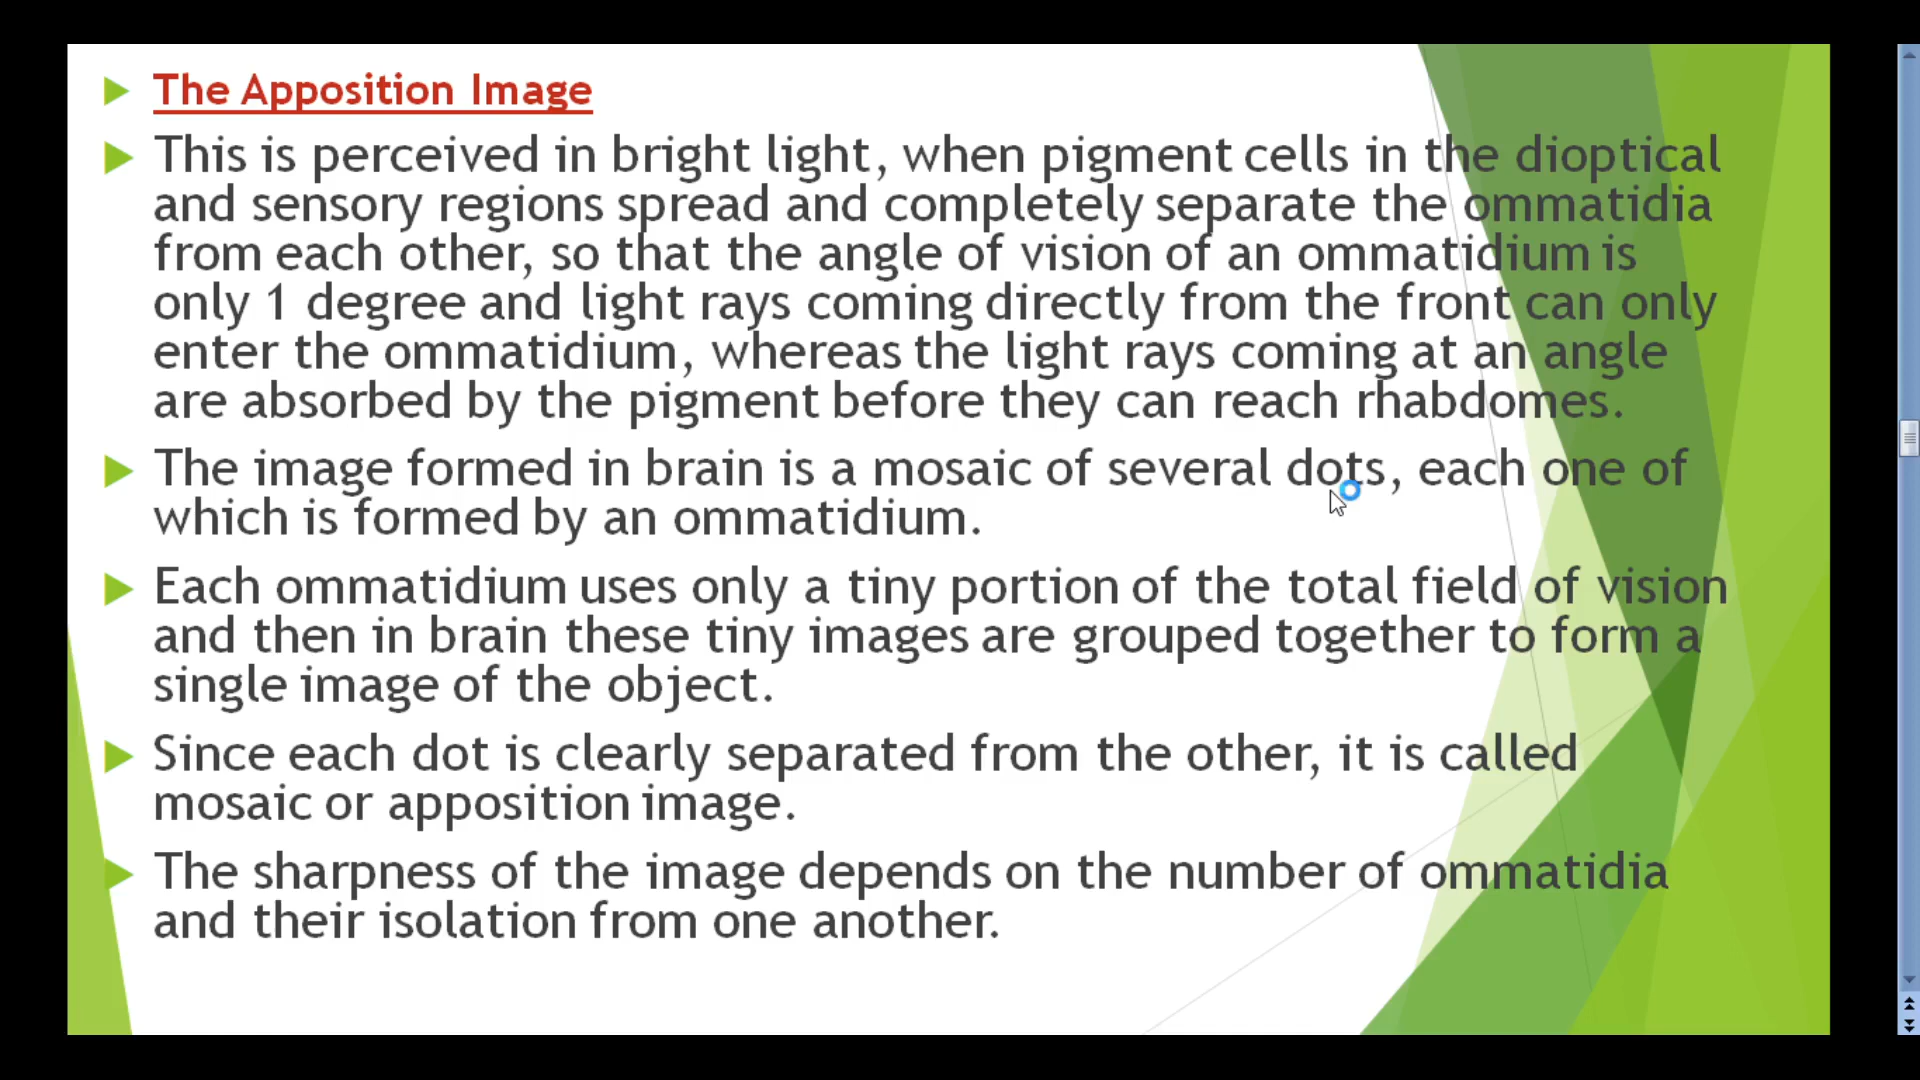 The Apposition Image
This is perceived in bright light, when pigment cells in the dioptical
and sensory regions spread and completely separate the ommatidia
from each other, so that the angle of vision of an ommatidium is
only 1 degree and light rays coming directly from the front can only
enter the ommatidium, whereas the light rays coming at an angle
are absorbed by the pigment before they can reach rhabdomes.
The image formed in brain is a mosaic of several dots, each one of
which is formed by an ommatidium.
Each ommatidium uses only a tiny portion of the total field of vision
and then in brain these tiny images are grouped together to form a
single image of the object.
Since each dot is clearly separated from the other, it is called
mosaic or apposition image.
The sharpness of the image depends on the number of ommatidia
and their isolation from one another.